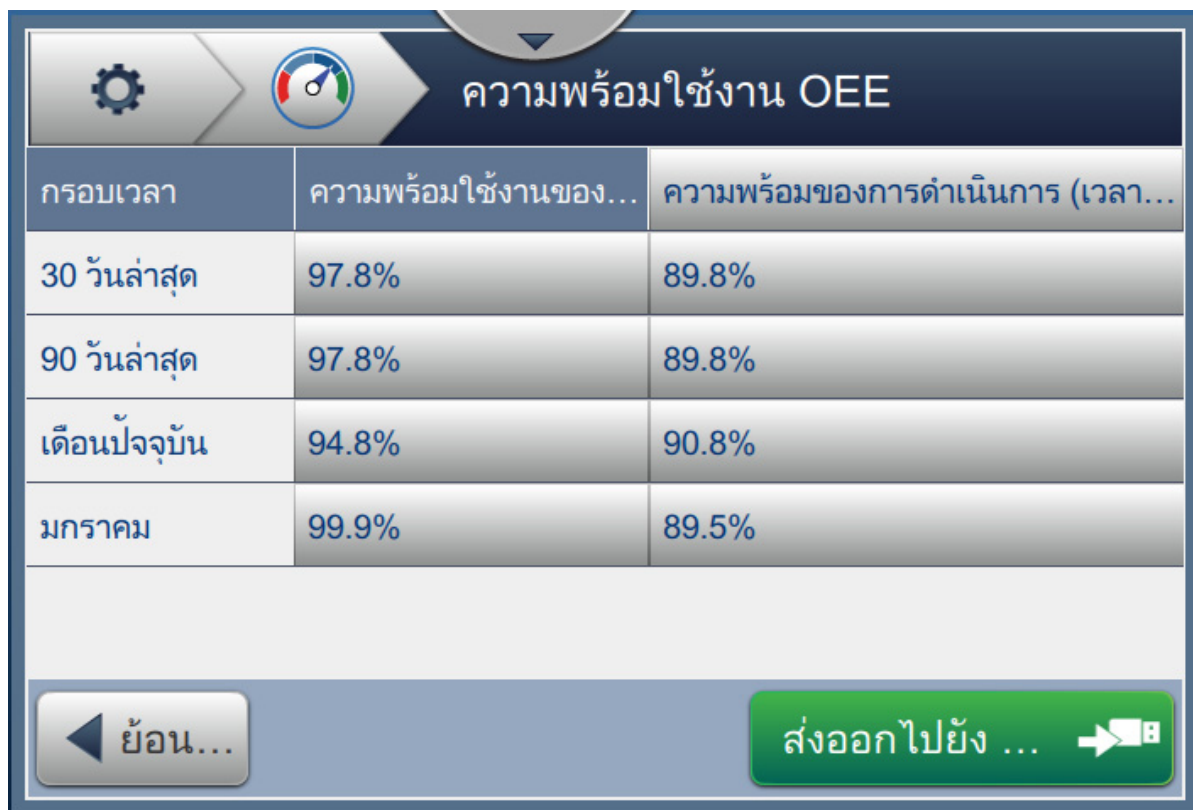 ความพร้อมใช้งาน OEE
กรอบเวลา ความพร้อมใช้งานของ... ความพร้อมของการดำเนินการ (เวลา...
30 วันล่าสุด 97.8% 89.8%
90 วันล่าสุด 97.8% 89.8%
เดือนปัจจุบัน 94.8% 90.8%
มกราคม 99.9% 89.5%
ย้อน... ส่งออกไปยัง ...